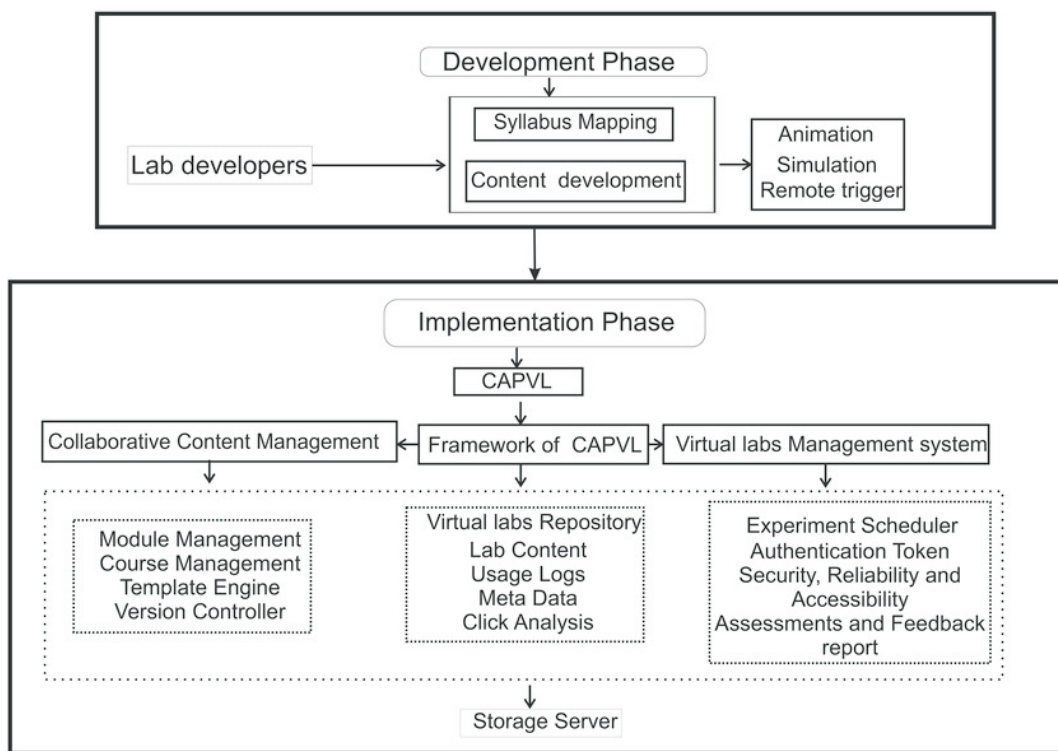 Development Phase
Syllabus Mapping
Lab developers
Content development
Animation
Simulation
Remote trigger
Implementation Phase
CAPVL
Collaborative Content Management
Framework of CAPVL
Virtual labs Management system
Module Management
Course Management
Template Engine
Version Controller
Virtual labs Repository
Lab Content
Usage Logs
Meta Data
Click Analysis
Experiment Scheduler
Authentication Token
Security, Reliability and
Accessibility
Assessments and Feedback
report
Storage Server